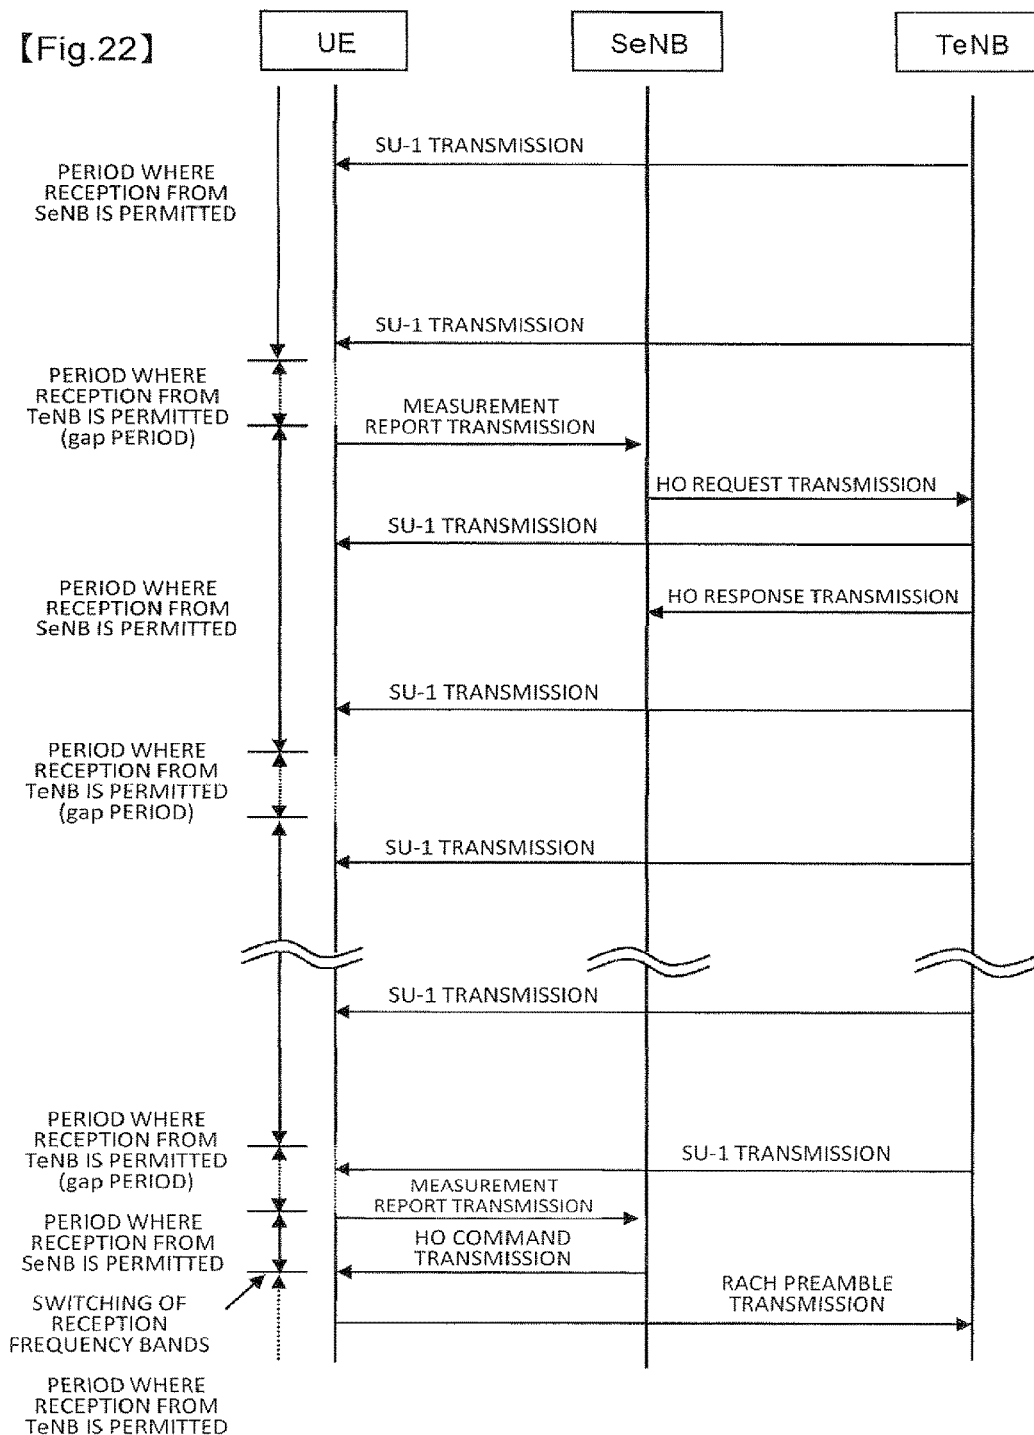 【Fig.22】
UE
SeNB
TeNB
SU-1 TRANSMISSION
PERIOD WHERE
RECEPTION FROM
SeNB IS PERMITTED
SU-1 TRANSMISSION
PERIOD WHERE
RECEPTION FROM
TeNB IS PERMITTED
(gap PERIOD)
MEASUREMENT
REPORT TRANSMISSION
HO REQUEST TRANSMISSION
SU-1 TRANSMISSION
PERIOD WHERE
RECEPTION FROM
SeNB IS PERMITTED
HO RESPONSE TRANSMISSION
SU-1 TRANSMISSION
PERIOD WHERE
RECEPTION FROM
TeNB IS PERMITTED
(gap PERIOD)
SU-1 TRANSMISSION
SU-1 TRANSMISSION
PERIOD WHERE
RECEPTION FROM
TeNB IS PERMITTED
(gap PERIOD)
SU-1 TRANSMISSION
MEASUREMENT
REPORT TRANSMISSION
PERIOD WHERE
RECEPTION FROM
SeNB IS PERMITTED
HO COMMAND
TRANSMISSION
SWITCHING OF
RECEPTION
FREQUENCY BANDS
RACH PREAMBLE
TRANSMISSION
PERIOD WHERE
RECEPTION FROM
TeNB IS PERMITTED